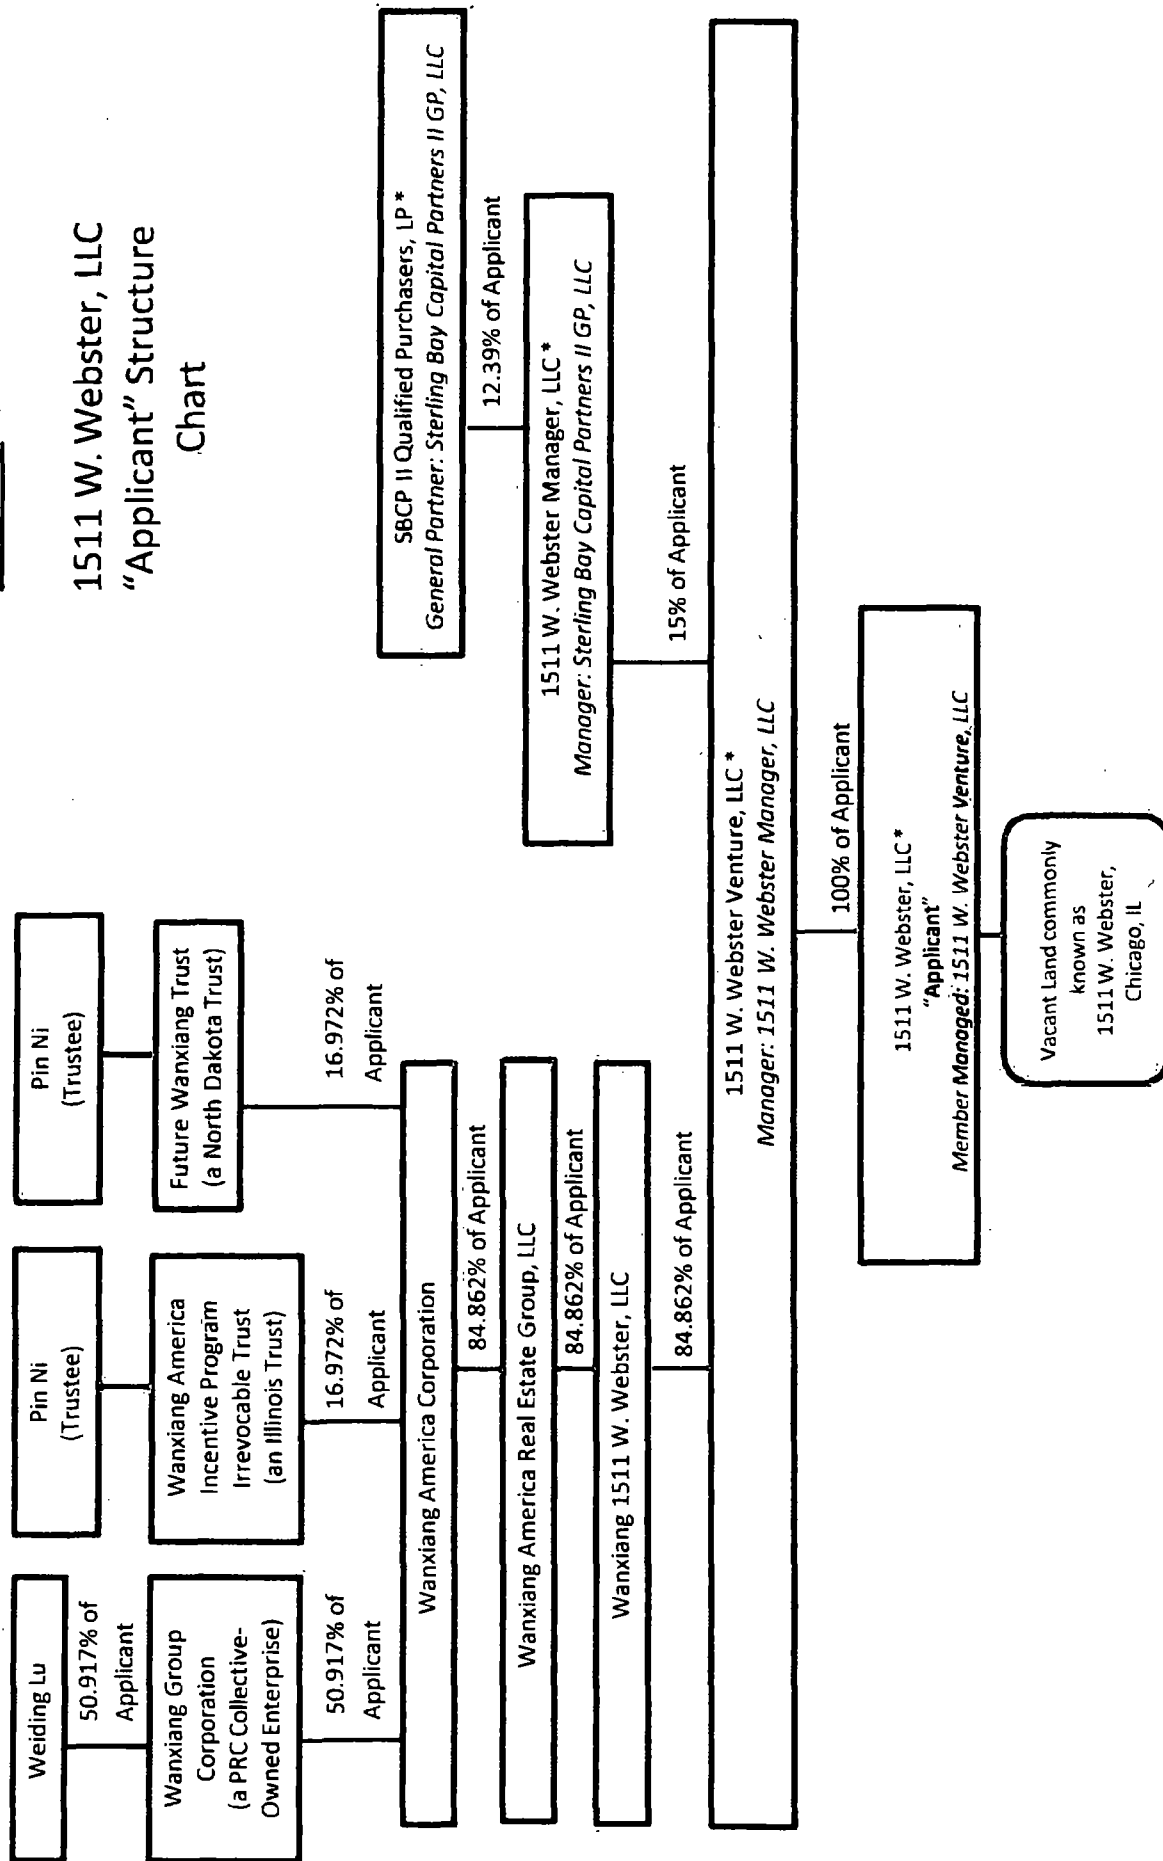 1511 W. Webster, LLC
"Applicant" Structure
Chart
Weiding Lu
50.917% of
Applicant
Wanxiang Group
Corporation
(a PRC Collective-
Owned Enterprise)
50.917% of
Applicant
Pin Ni
(Trustee)
Wanxiang America
Incentive Program
Irrevocable Trust
(an Illinois Trust)
16.972% of
Applicant
Pin Ni
(Trustee)
Future Wanxiang Trust
(a North Dakota Trust)
16.972% of
Applicant
Wanxiang America Corporation
84.862% of Applicant
Wanxiang America Real Estate Group, LLC
84.862% of Applicant
Wanxiang 1511 W. Webster, LLC
84.862% of Applicant
SBCP II Qualified Purchasers, LP *
General Partner: Sterling Bay Capital Partners II GP, LLC
12.39% of Applicant
1511 W. Webster Manager, LLC *
Manager: Sterling Bay Capital Partners II GP, LLC
15% of Applicant
1511 W. Webster Venture, LLC *
Manager: 1511 W. Webster Manager, LLC
100% of Applicant
1511 W. Webster, LLC *
"Applicant"
Member Managed: 1511 W. Webster Venture, LLC
Vacant Land commonly
known as
1511 W. Webster,
Chicago, IL